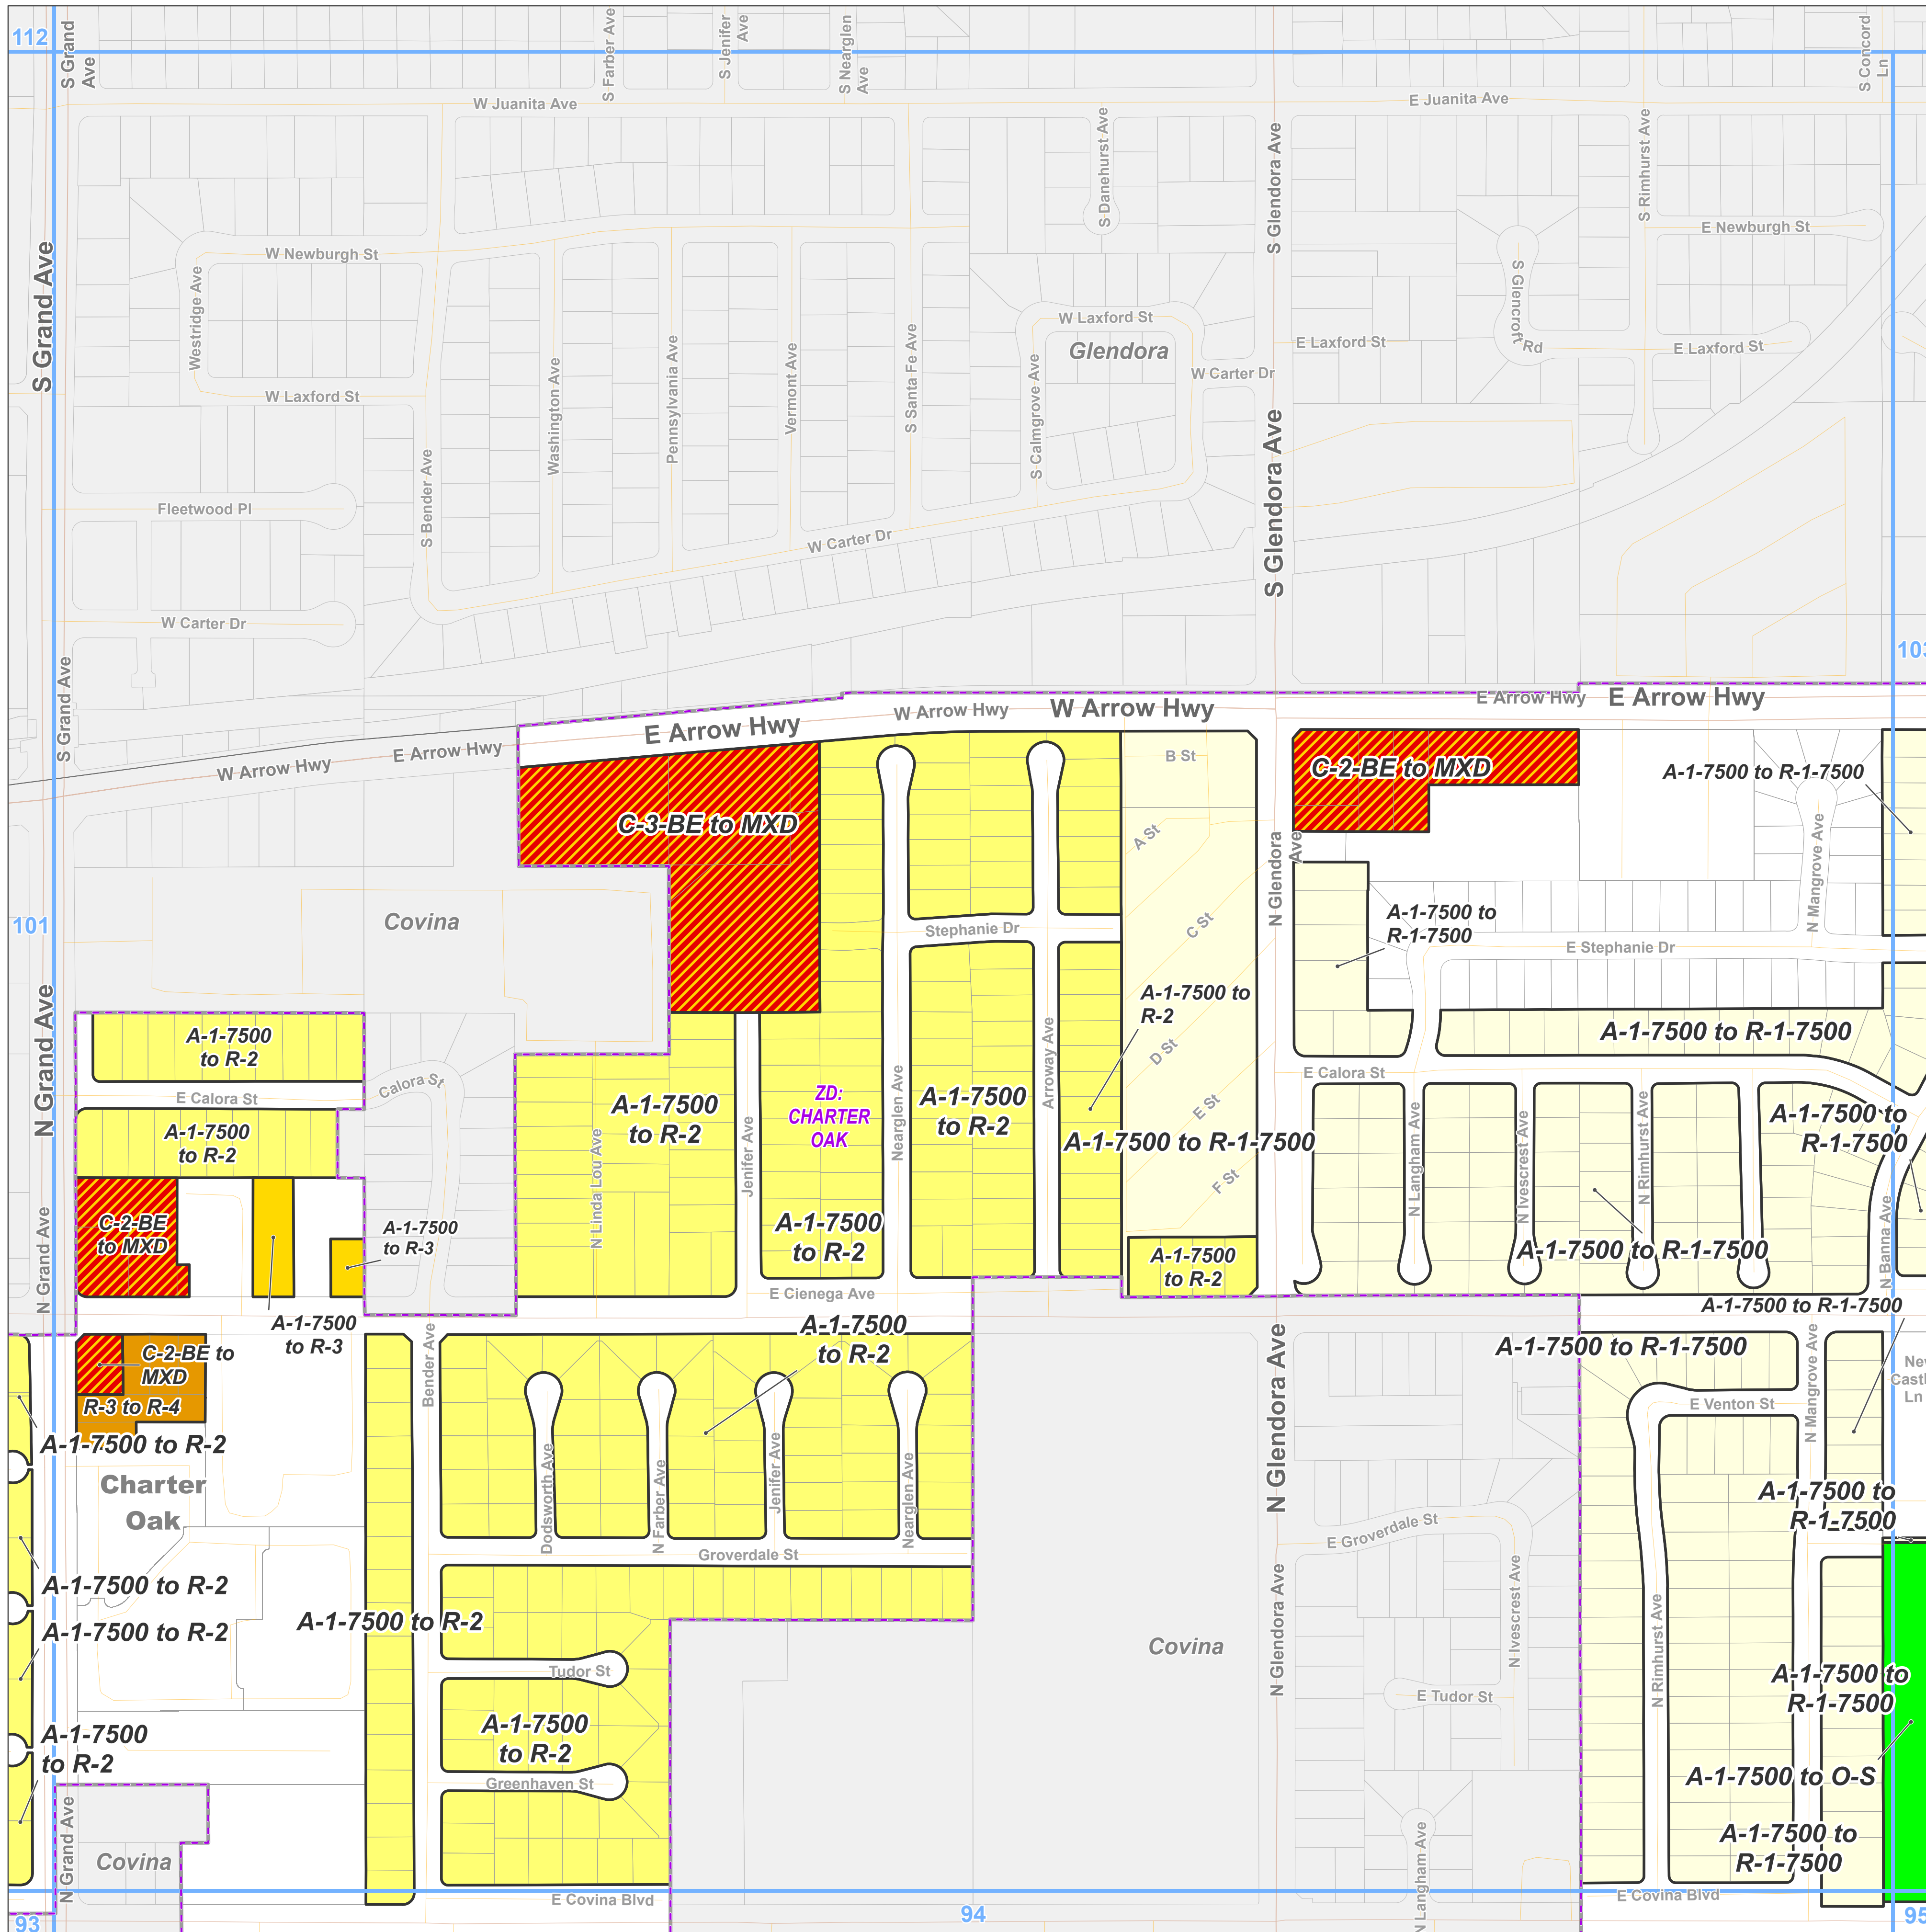 112
S Grand
Ave
S Farber Ave
S Jenifer
Ave
S Nearglen
Ave
S Concord
Ln
W Juanita Ave
E Juanita Ave
S Danehurst Ave
S Glendora Ave
S Rimhurst Ave
W Newburgh St
E Newburgh St
S Grand Ave
Westridge Ave
S Glencroft
Rd
W Laxford St
E Laxford St
E Laxford St
Glendora
W Carter Dr
W Laxford St
Washington Ave
Pennsylvania Ave
Vermont Ave
S Santa Fe Ave
S Calmgrove Ave
S Bender Ave
S Glendora Ave
Fleetwood Pl
W Carter Dr
W Carter Dr
S Grand Ave
103
E Arrow Hwy
E Arrow Hwy
W Arrow Hwy
W Arrow Hwy
E Arrow Hwy
E Arrow Hwy
W Arrow Hwy
B St
C-2-BE to MXD
A-1-7500 to R-1-7500
C-3-BE to MXD
A St
N Glendora
Ave
N Mangrove Ave
101
Covina
Stephanie Dr
C St
A-1-7500 to
R-1-7500
E Stephanie Dr
N Grand Ave
A-1-7500 to
R-2
A-1-7500
to R-2
A-1-7500 to R-1-7500
D St
E Calora St
Calora St
E Calora St
ZD:
CHARTER
OAK
Nearglen Ave
Arroway Ave
A-1-7500
to R-2
A-1-7500
to R-2
E St
A-1-7500 to
R-1-7500
A-1-7500
to R-2
A-1-7500 to R-1-7500
N Linda Lou Ave
Jenifer Ave
F St
N Langham Ave
N Ivescrest Ave
N Rimhurst Ave
N Banna Ave
C-2-BE
to MXD
A-1-7500
to R-3
A-1-7500
to R-2
A-1-7500
to R-2
A-1-7500 to R-1-7500
N Grand Ave
E Cienega Ave
A-1-7500
to R-3
A-1-7500
to R-2
A-1-7500 to R-1-7500
A-1-7500 to R-1-7500
C-2-BE to
MXD
R-3 to R-4
Bender Ave
N Glendora Ave
N Mangrove Ave
E Venton St
Ln
A-1-7500 to R-2
Charter
Oak
Dodsworth Ave
N Farber Ave
Jenifer Ave
Nearglen Ave
A-1-7500 to
R-1-7500
E Groverdale St
Groverdale St
A-1-7500 to R-2
A-1-7500 to R-2
A-1-7500 to R-2
N Glendora Ave
N Ivescrest Ave
N Rimhurst Ave
Covina
Tudor St
E Tudor St
A-1-7500 to
R-1-7500
A-1-7500
to R-2
A-1-7500
to R-2
Greenhaven St
A-1-7500 to O-S
N Grand Ave
Covina
N Langham Ave
A-1-7500 to
R-1-7500
E Covina Blvd
E Covina Blvd
93
94
95